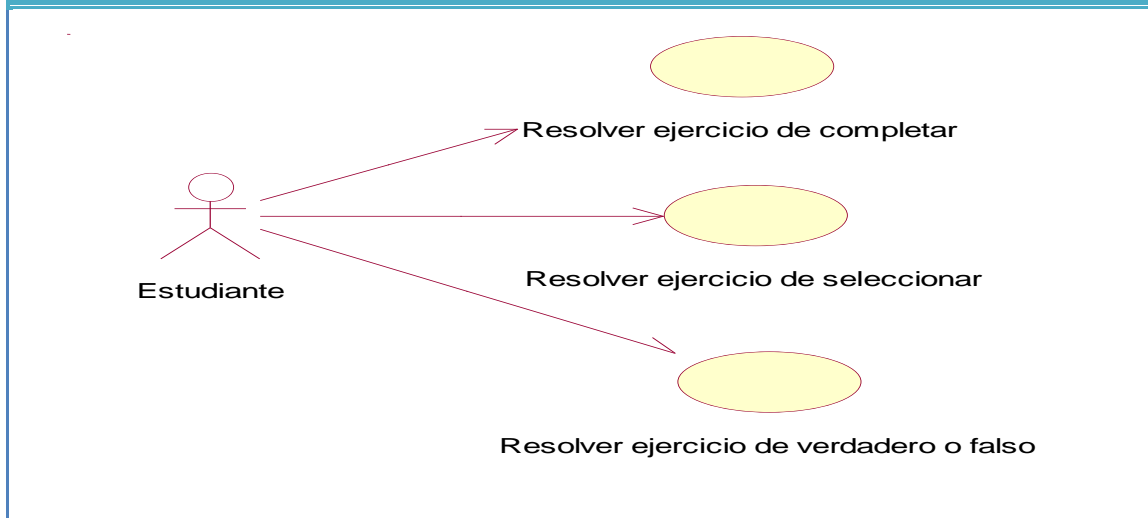 Resolver ejercicio de completar
Resolver ejercicio de seleccionar
Estudiante
Resolver ejercicio de verdadero o falso